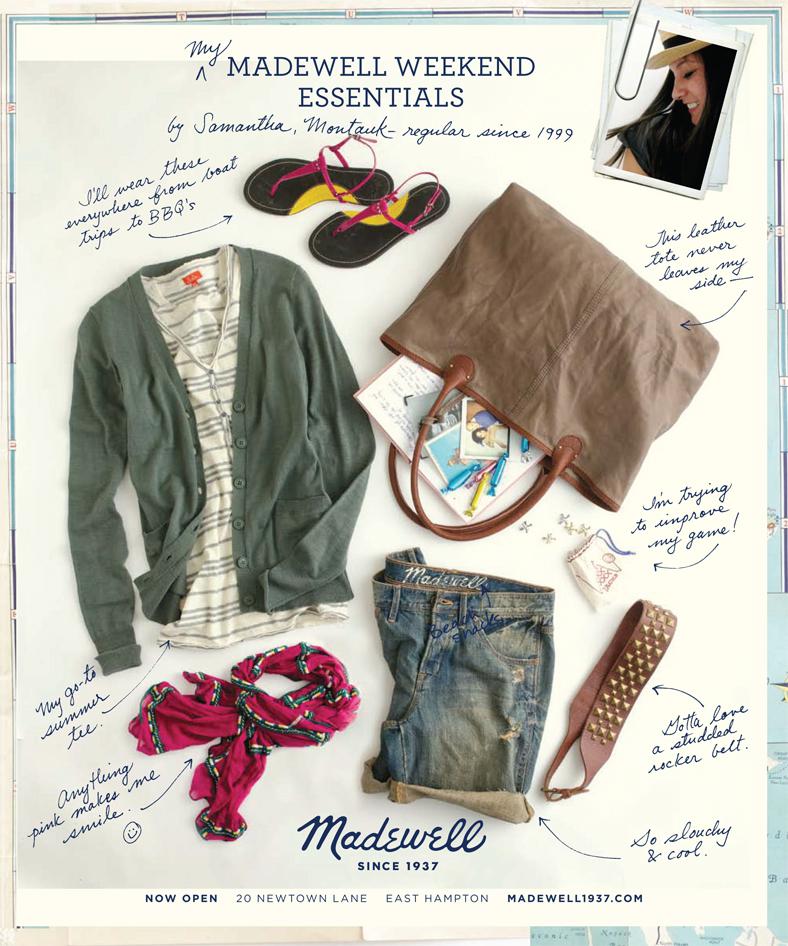 My
MADEWELL WEEKEND
ESSENTIALS
by Samantha, Montauk – regular since 1999
I'll wear these
everywhere from boat
trips to BBQ's
This leather
tote never
leaves my
side —
I'm trying
to improve
my game!
Madewell
Beach
snacks
My go-to
summer
tee.
Gotta love
a studded
rocker belt.
Anything
pink makes me
smile. ☺
So slouchy
& cool.
Madewell
SINCE 1937
NOW OPEN 20 NEWTOWN LANE EAST HAMPTON MADEWELL1937.COM